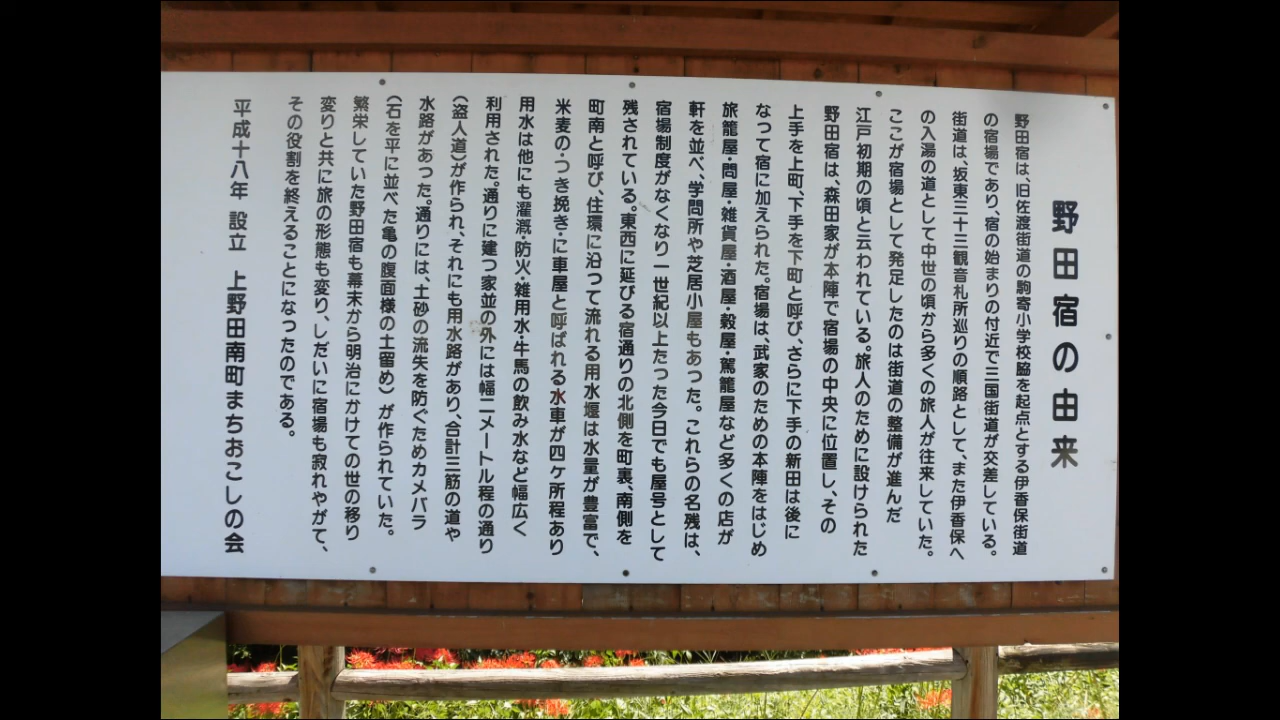 野田宿の由来
野田宿は、旧佐渡街道の駒寄小学校脇を起点とする伊香保街道
の宿場であり、宿の始まりの付近で三国街道が交差している。
街道は、坂東三十三観音札所巡りの順路として、また伊香保へ
の入湯の道として中世の頃から多くの旅人が往来していた。
ここが宿場として発足したのは街道の整備が進んだ
江戸初期の頃と云われている。旅人のために設けられた
野田宿は、森田家が本陣で宿場の中央に位置し、その
上手を上町、下手を下町と呼び、さらに下手の新田は後に
なって宿に加えられた。宿場は、武家のための本陣をはじめ
旅籠屋・問屋・雑貨屋・酒屋・穀屋・駕籠屋など多くの店が
軒を並べ、学問所や芝居小屋もあった。これらの名残は、
宿場制度がなくなり一世紀以上たった今日でも屋号として
残されている。東西に延びる宿通りの北側を町裏、南側を
町南と呼び、住環に沿って流れる用水堰は水量が豊富で、
米麦の・つき挽き・に車屋と呼ばれる水車が四ケ所程あり
用水は他にも濯漑・防火・雑用水・牛馬の飲み水など幅広く
利用された。通りに建つ家並の外には幅二メートル程の通り
(盗人道)が作られ、それにも用水路があり、合計三筋の道や
水路があった。通りには、土砂の流失を防ぐためカメバラ
(石を平に並べた亀の腹面様の土留め)が作られていた。
繁栄していた野田宿も幕末から明治にかけての世の移り
変りと共に旅の形態も変り、しだいに宿場も寂れやがて、
その役割を終えることになったのである。
平成十八年 設立 上野田南町まちおこしの会